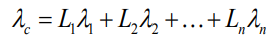 λ_c = L_1λ_1 + L_2λ_2 + ... + L_nλ_n